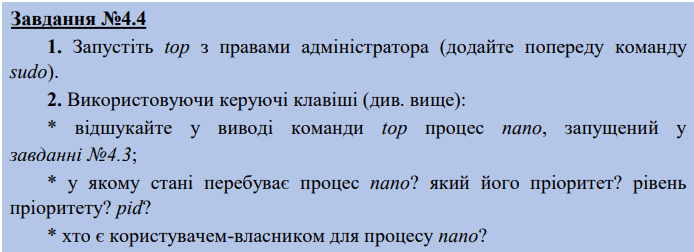 Завдання №4.4
1. Запустіть top з правами адміністратора (додайте попереду команду
sudo).
2. Використовуючи керуючі клавіші (див. вище):
* відшукайте у виводі команди top процес nano, запущений у
завданні №4.3;
* у якому стані перебуває процес nano? який його пріоритет? рівень
пріоритету? pid?
* хто є користувачем-власником для процесу nano?